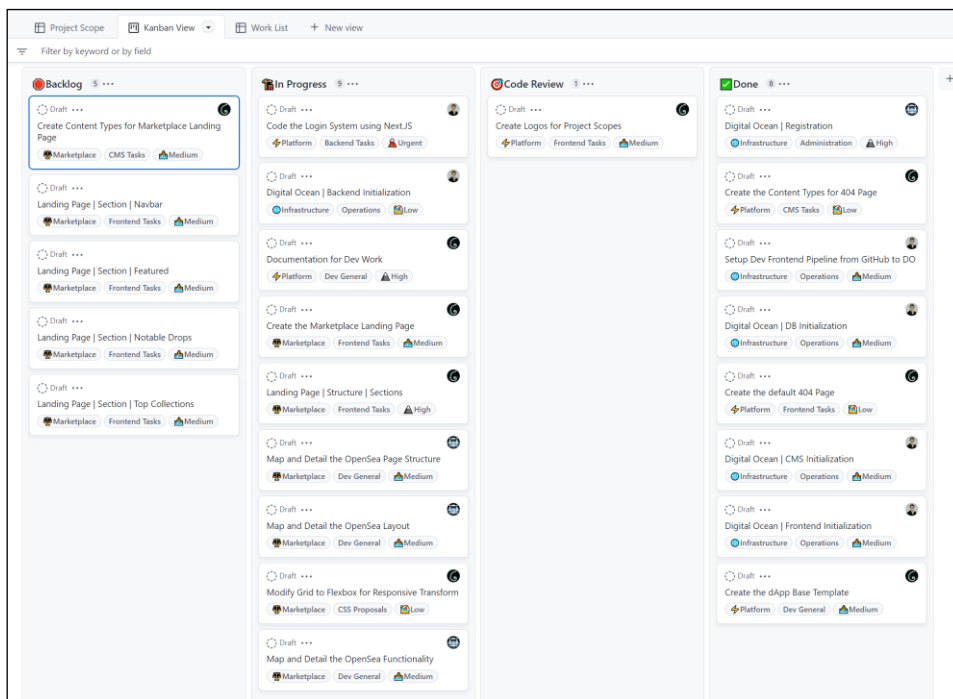 Project Scope
Kanban View
Work List
+ New view
Filter by keyword or by field
Backlog 5 ...
Draft ...
Create Content Types for Marketplace Landing
Page
Marketplace CMS Tasks Medium
Draft ...
Landing Page | Section | Navbar
Marketplace Frontend Tasks Medium
Draft ...
Landing Page | Section | Featured
Marketplace Frontend Tasks Medium
Draft ...
Landing Page | Section | Notable Drops
Marketplace Frontend Tasks Medium
Draft ...
Landing Page | Section | Top Collections
Marketplace Frontend Tasks Medium
In Progress 9 ...
Draft ...
Code the Login System using NextJS
Platform Backend Tasks Urgent
Draft ...
Digital Ocean | Backend Initialization
Infrastructure Operations Low
Draft ...
Documentation for Dev Work
Platform Dev General High
Draft ...
Create the Marketplace Landing Page
Marketplace Frontend Tasks Medium
Draft ...
Landing Page | Structure | Sections
Marketplace Frontend Tasks High
Draft ...
Map and Detail the OpenSea Page Structure
Marketplace Dev General Medium
Draft ...
Map and Detail the OpenSea Layout
Marketplace Dev General Medium
Draft ...
Modify Grid to Flexbox for Responsive Transform
Marketplace CSS Proposals Low
Draft ...
Map and Detail the OpenSea Functionality
Marketplace Dev General Medium
Code Review 1 ...
Draft ...
Create Logos for Project Scopes
Platform Frontend Tasks Medium
Done 8 ...
Draft ...
Digital Ocean | Registration
Infrastructure Administration High
Draft ...
Create the Content Types for 404 Page
Platform CMS Tasks Low
Draft ...
Setup Dev Frontend Pipeline from GitHub to DO
Infrastructure Operations Medium
Draft ...
Digital Ocean | DB Initialization
Infrastructure Operations Medium
Draft ...
Create the default 404 Page
Platform Frontend Tasks Low
Draft ...
Digital Ocean | CMS Initialization
Infrastructure Operations Medium
Draft ...
Digital Ocean | Frontend Initialization
Infrastructure Operations Medium
Draft ...
Create the dApp Base Template
Platform Dev General Medium